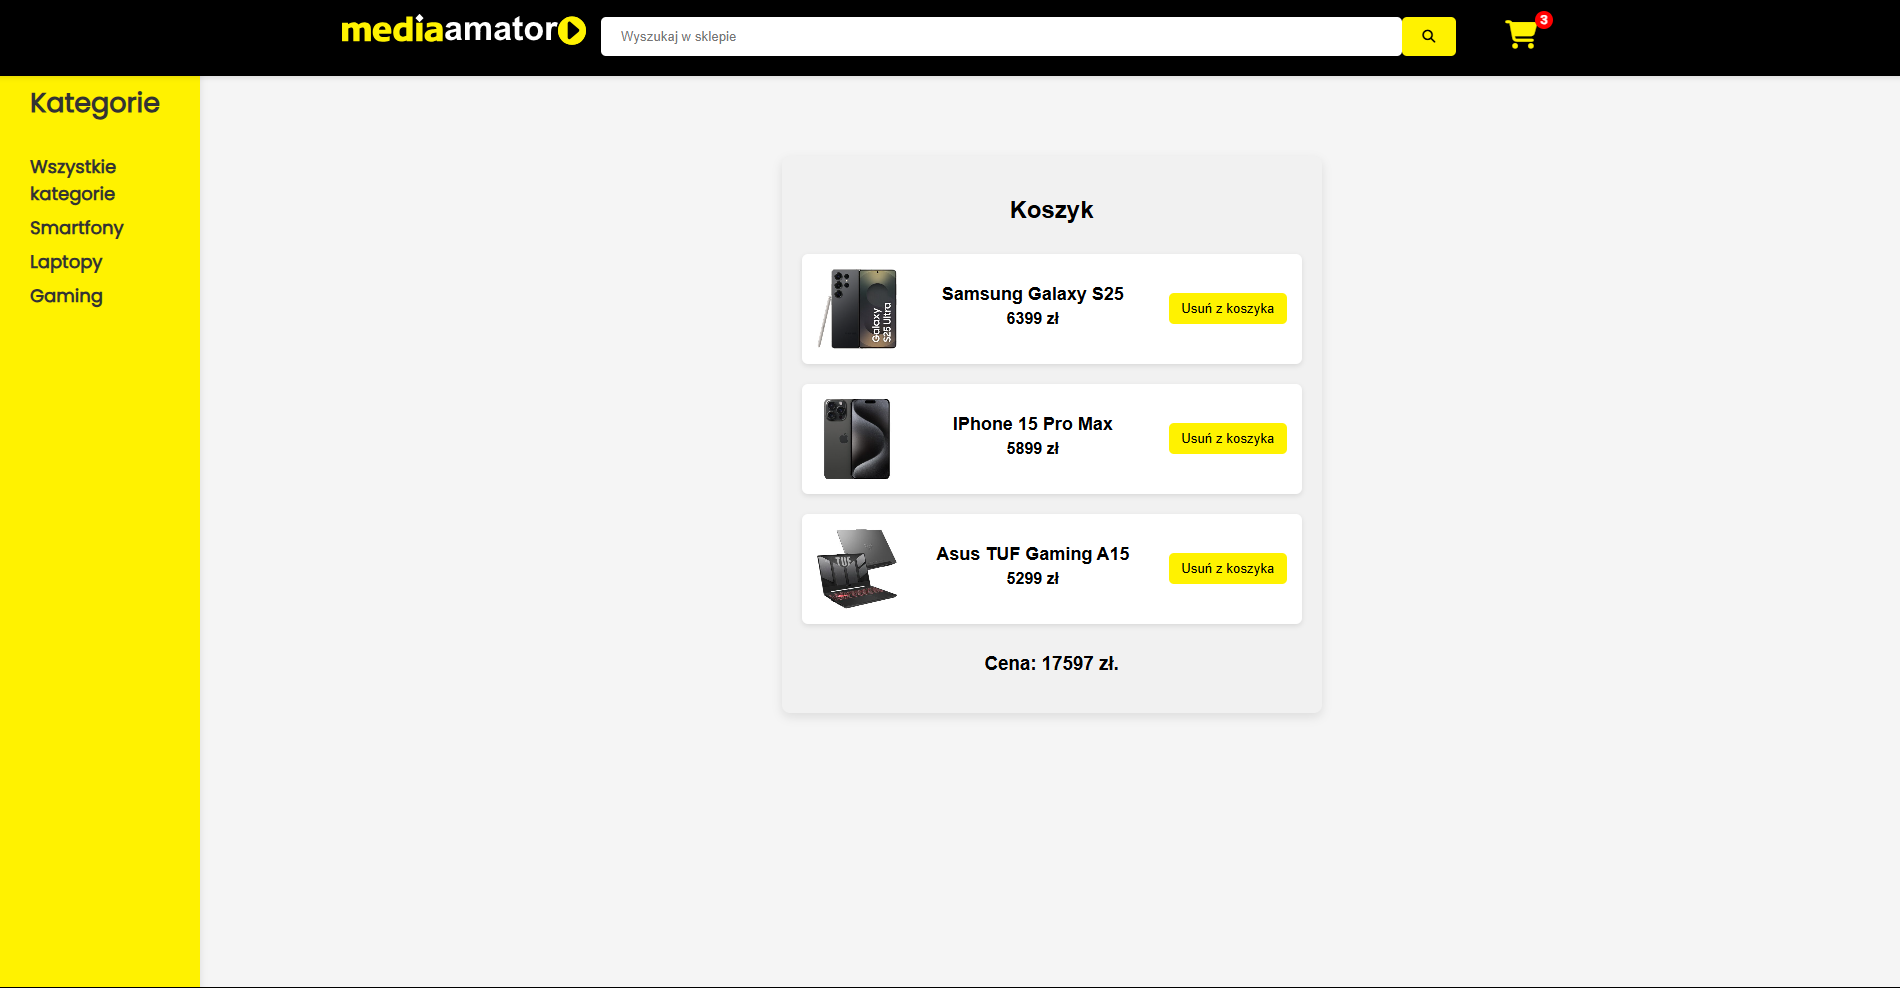 mediaamator
Wyszukaj w sklepie
3
Kategorie
Wszystkie
kategorie
Smartfony
Laptopy
Gaming
Koszyk
Galaxy
S25 Ultra
Samsung Galaxy S25
6399 zł
Usuń z koszyka
IPhone 15 Pro Max
5899 zł
Usuń z koszyka
TUF
Asus TUF Gaming A15
5299 zł
Usuń z koszyka
Cena: 17597 zł.